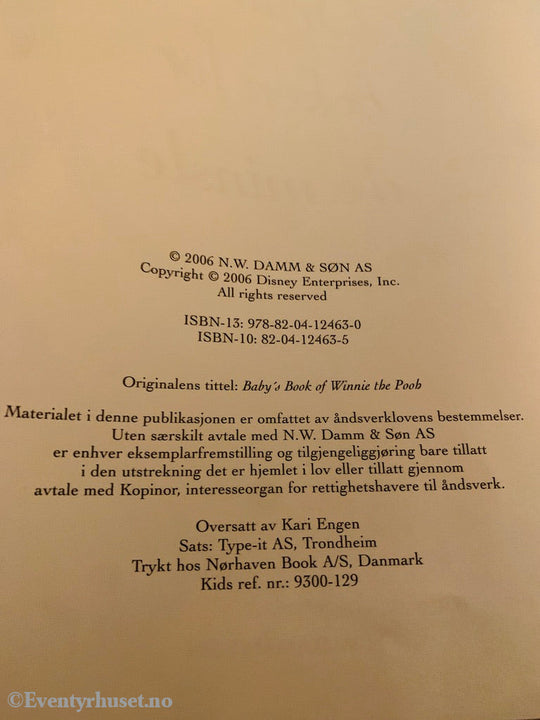 © 2006 N.W. DAMM & SØN AS
Copyright © 2006 Disney Enterprises, Inc.
All rights reserved
ISBN-13: 978-82-04-12463-0
ISBN-10: 82-04-12463-5
Originalens tittel: Baby's Book of Winnie the Pooh
Materialet i denne publikasjonen er omfattet av åndsverklovens bestemmelser.
Uten særskilt avtale med N.W. Damm & Søn AS
er enhver eksemplarfremstilling og tilgjengeliggjøring bare tillatt
i den utstrekning det er hjemlet i lov eller tillatt gjennom
avtale med Kopinor, interesseorgan for rettighetshavere til åndsverk.
Oversatt av Kari Engen
Sats: Type-it AS, Trondheim
Trykt hos Nørhaven Book A/S, Danmark
Kids ref. nr.: 9300-129
©Eventyrhuset.no